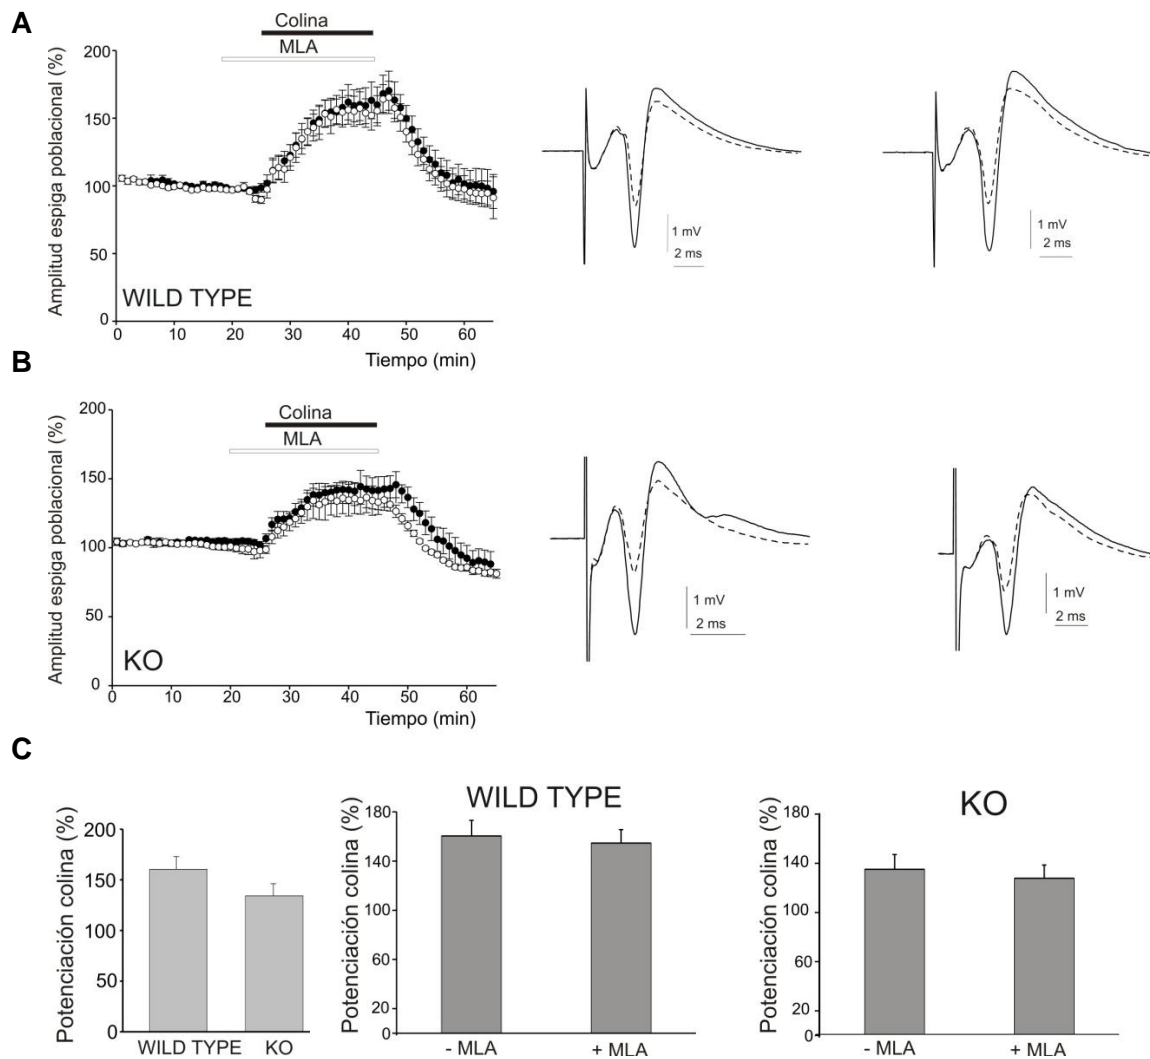 A
Colina
MLA
Amplitud espiga poblacional (%)
200
150
100
50
0
WILD TYPE
0 10 20 30 40 50 60
Tiempo (min)
1 mV
2 ms
1 mV
2 ms
B
Colina
MLA
Amplitud espiga poblacional (%)
200
150
100
50
0
KO
0 10 20 30 40 50 60
Tiempo (min)
1 mV
2 ms
1 mV
2 ms
C
Potenciación colina (%)
200
150
100
50
0
WILD TYPE KO
WILD TYPE
Potenciación colina (%)
180
140
100
60
20
0
- MLA + MLA
KO
Potenciación colina (%)
180
140
100
60
20
0
- MLA + MLA